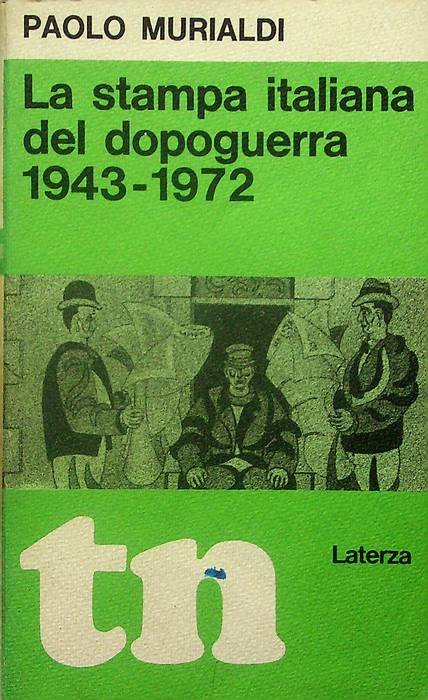 PAOLO MURIALDI
La stampa italiana
del dopoguerra
1943-1972
tn
Laterza